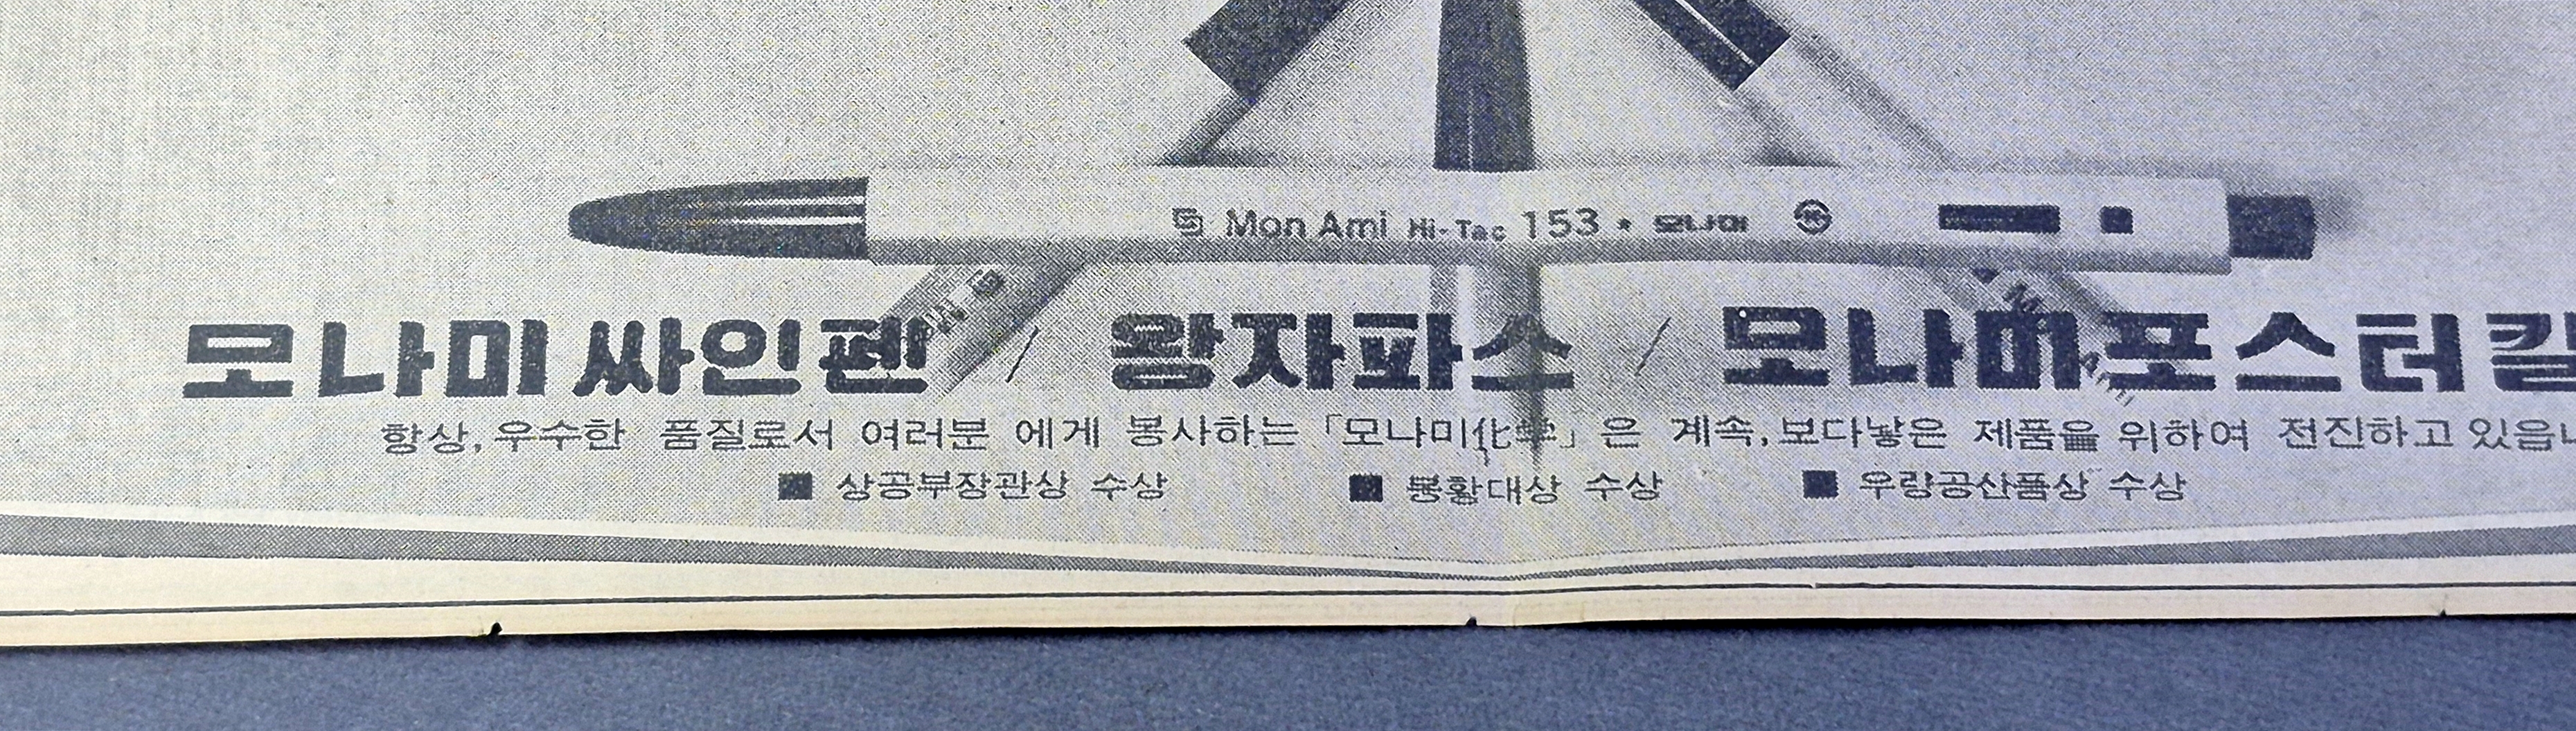 Mon Ami Hi-Tac 153 • 모나미
모나미 싸인펜 / 왕자파스 / 모나미포스터칼
항상, 우수한 품질로서 여러분 에게 봉사하는 「모나미化学」은 계속, 보다낳은 제품을 위하여 전진하고 있읍
■ 상공부장관상 수상 ■ 봉황대상 수상 ■ 우량공산품상 수상